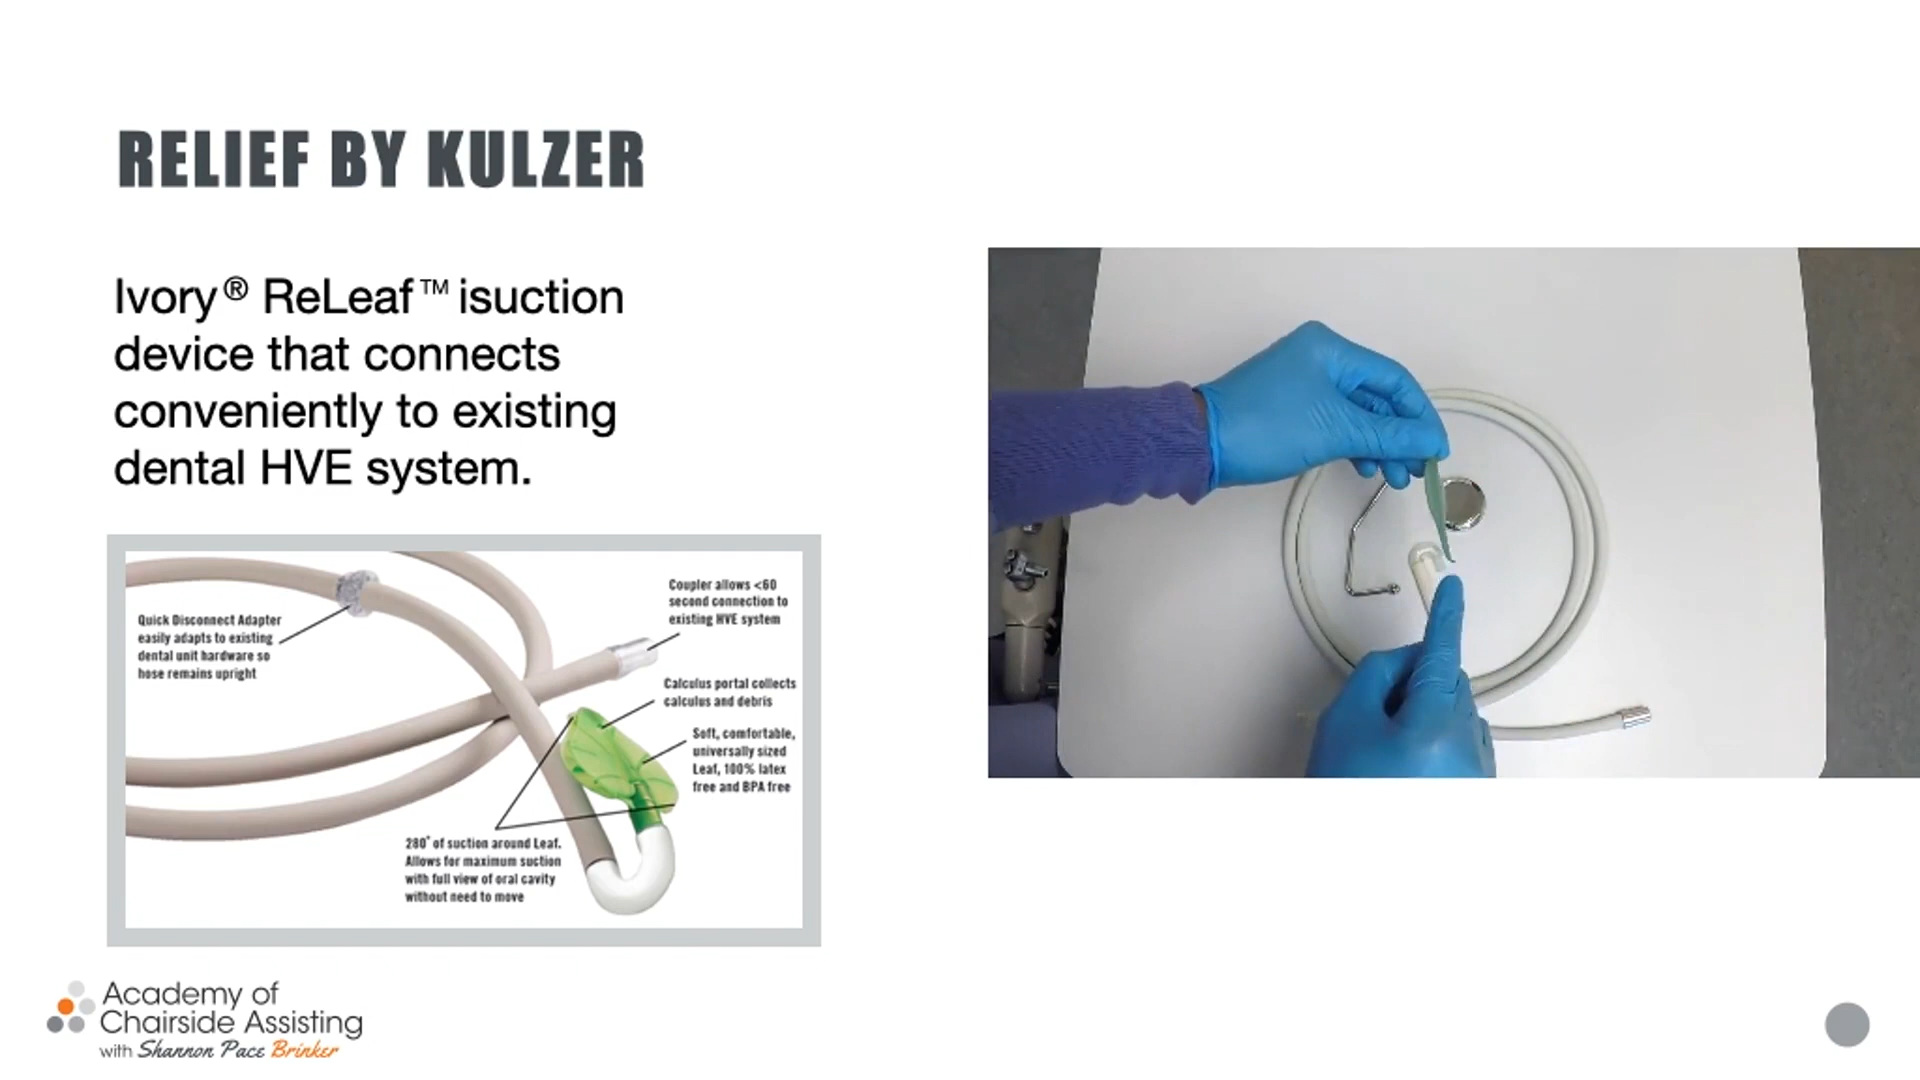 RELIEF BY KULZER
Ivory® ReLeaf™ isuction
device that connects
conveniently to existing
dental HVE system.
Quick Disconnect Adapter
easily adapts to existing
dental unit hardware so
hose remains upright
Coupler allows <60
second connection to
existing HVE system
Calculus portal collects
calculus and debris
Soft, comfortable,
universally sized
Leaf, 100% latex
free and BPA free
280° of suction around Leaf.
Allows for maximum suction
with full view of oral cavity
without need to move
Academy of
Chairside Assisting
with Shannon Pace Brinker